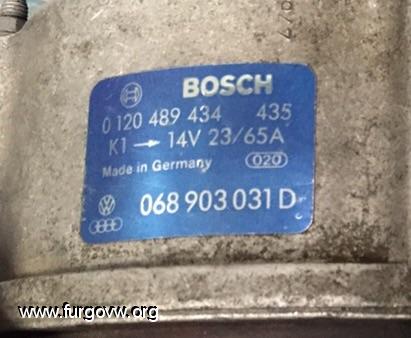 BOSCH
0 120 489 434 435
K1 → 14V 23/65A
Made in Germany 020
068 903 031 D
www.furgovw.org